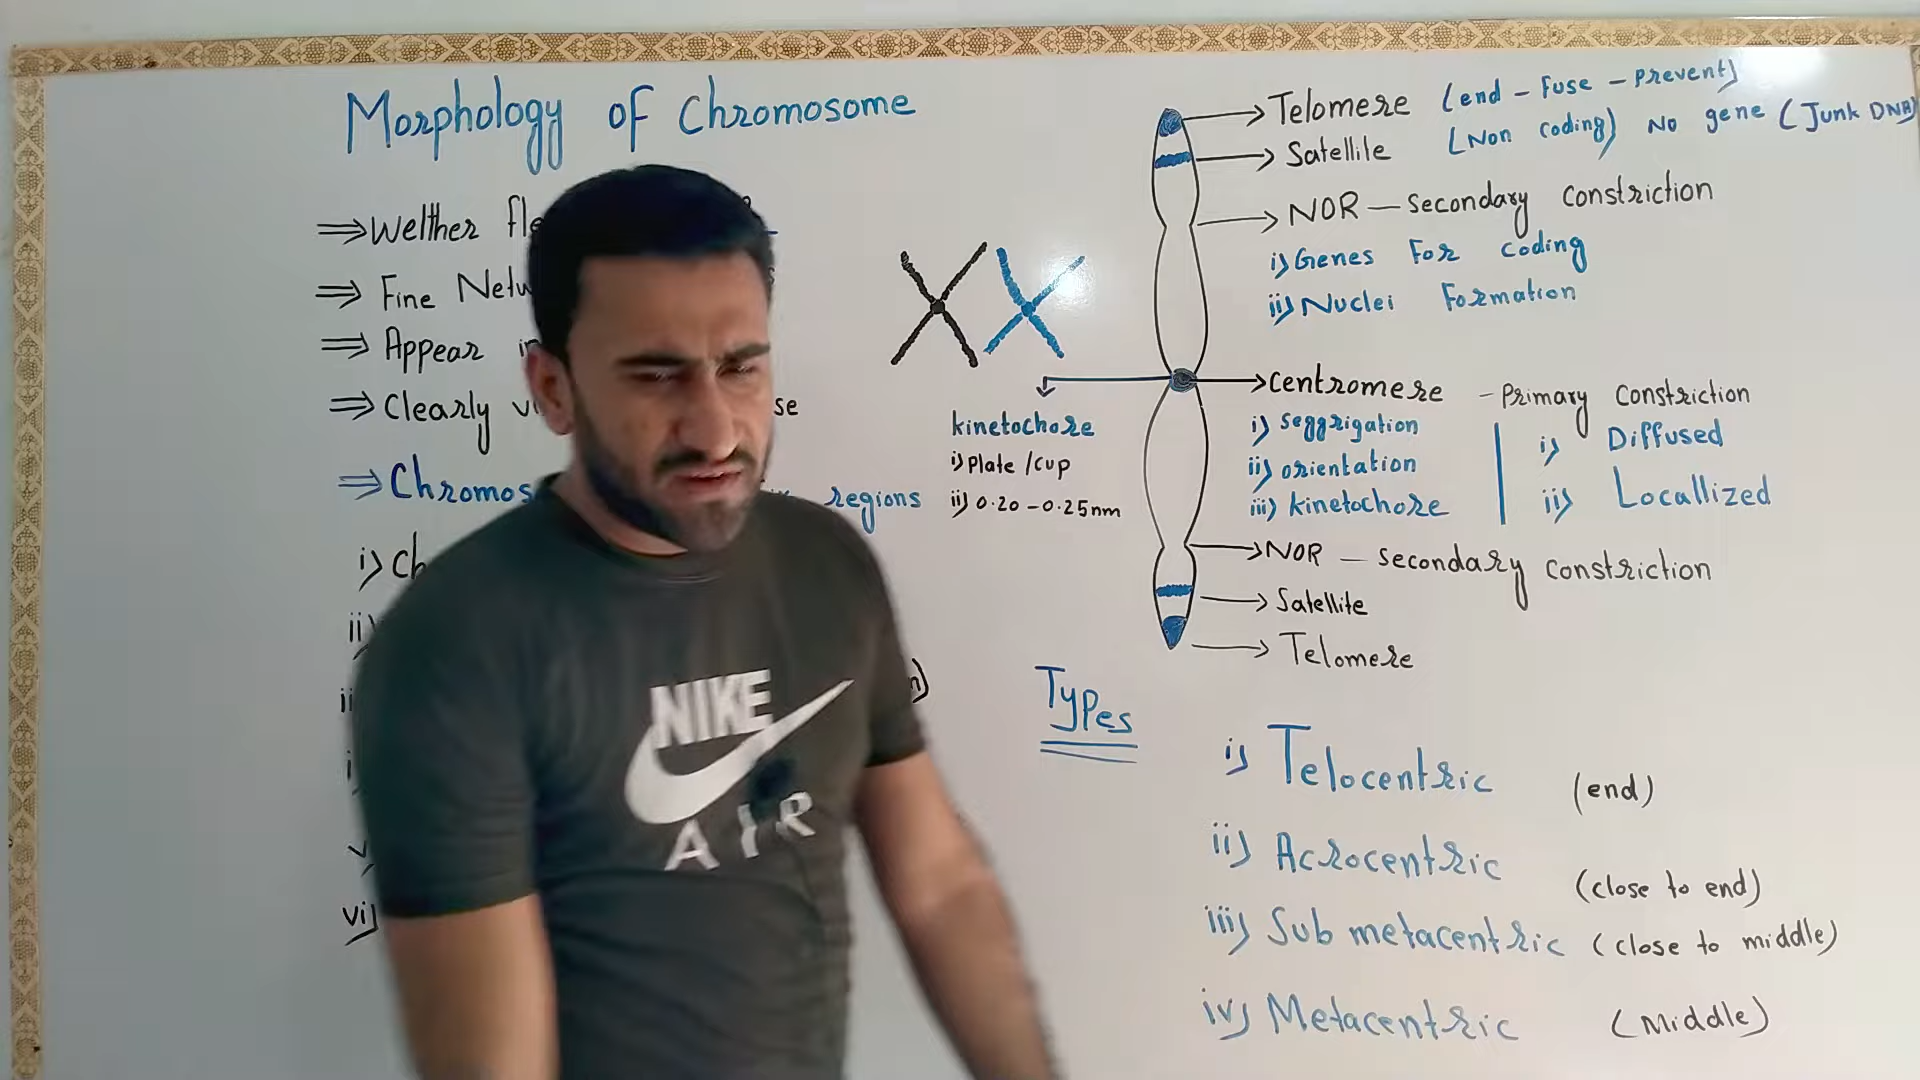 Morphology of Chromosome
⇒ Welther fle
⇒ Fine Netw
⇒ Appear in
⇒ Clearly vi se
⇒ Chromos regions
i) Ch
ii)
v)
vi)
Telomere (end - Fuse - Prevent)
(Non coding) No gene (Junk DNA)
Satellite
NOR — Secondary Constriction
i) Genes For coding
ii) Nuclei Formation
Centromere - Primary Constriction
i) Seggrigation
ii) orientation
iii) kinetochore
i) Diffused
ii) Locallized
kinetochore
i) Plate / cup
ii) 0.20 - 0.25nm
NOR — Secondary Constriction
Satellite
Telomere
Types
i) Telocentric (end)
ii) Acrocentric (close to end)
iii) Sub metacentric (close to middle)
iv) Metacentric (Middle)
NIKE
AIR